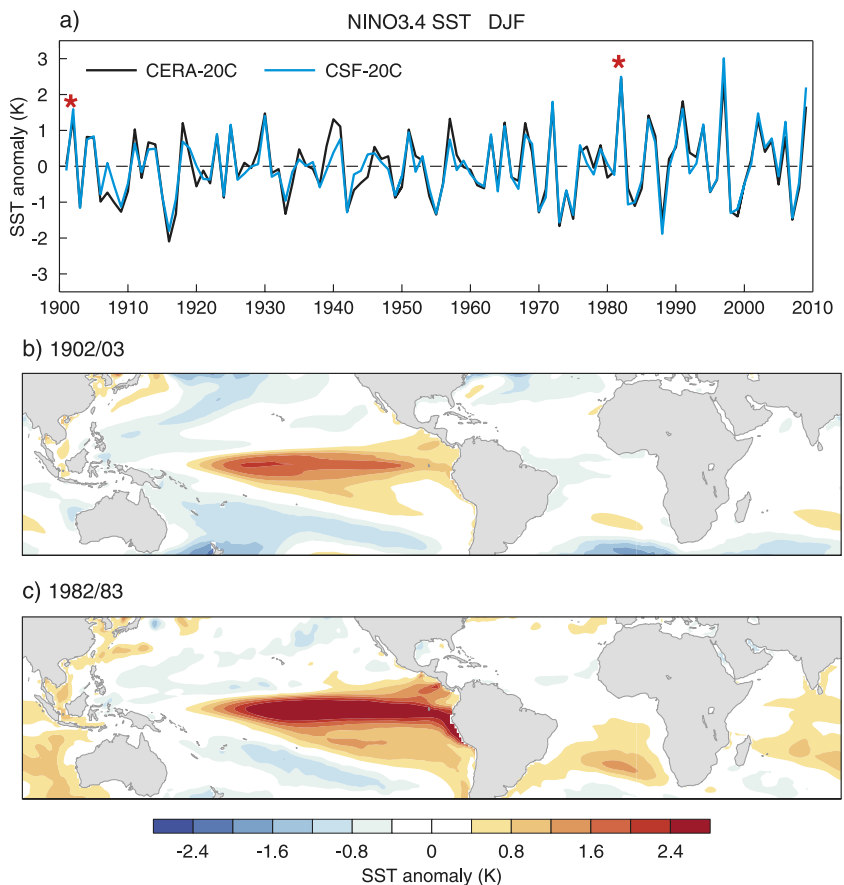 a) NINO3.4 SST DJF
CERA-20C CSF-20C
SST anomaly (K)
3
2
1
0
-1
-2
-3
1900 1910 1920 1930 1940 1950 1960 1970 1980 1990 2000 2010
b) 1902/03
c) 1982/83
-2.4 -1.6 -0.8 0 0.8 1.6 2.4
SST anomaly (K)